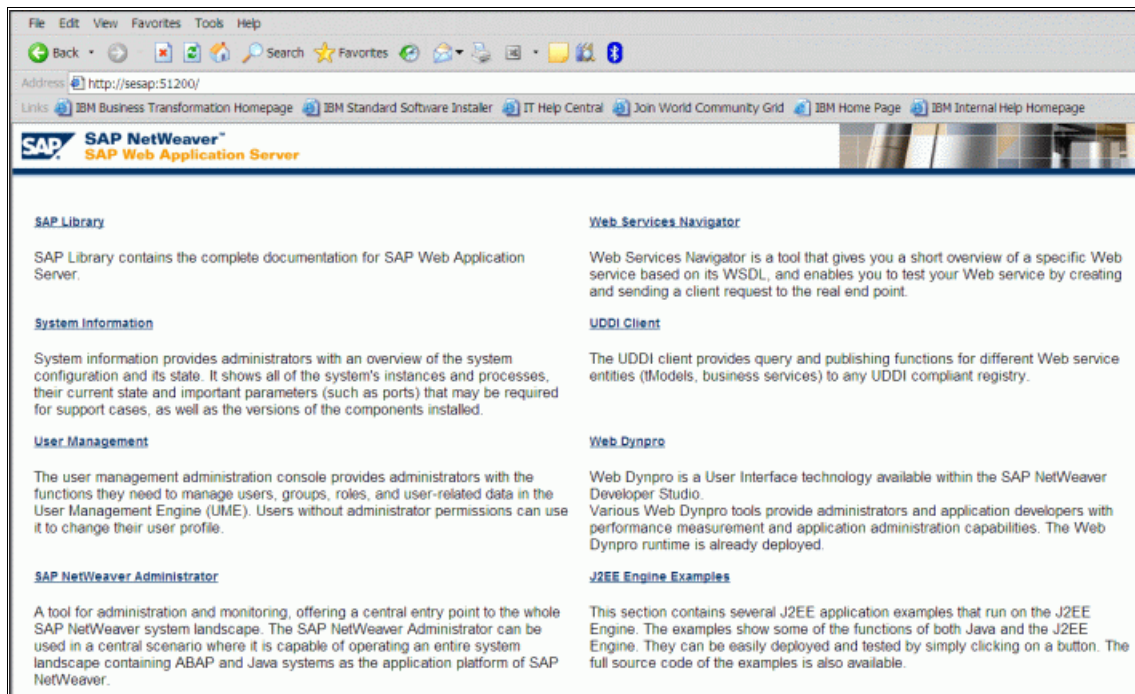 File Edit View Favorites Tools Help
Back Search Favorites
Address http://sesap:51200/
Links IBM Business Transformation Homepage IBM Standard Software Installer IT Help Central Join World Community Grid IBM Home Page IBM Internal Help Homepage
SAP SAP NetWeaver™
SAP Web Application Server
SAP Library
SAP Library contains the complete documentation for SAP Web Application
Server.
System Information
System information provides administrators with an overview of the system
configuration and its state. It shows all of the system's instances and processes,
their current state and important parameters (such as ports) that may be required
for support cases, as well as the versions of the components installed.
User Management
The user management administration console provides administrators with the
functions they need to manage users, groups, roles, and user-related data in the
User Management Engine (UME). Users without administrator permissions can use
it to change their user profile.
SAP NetWeaver Administrator
A tool for administration and monitoring, offering a central entry point to the whole
SAP NetWeaver system landscape. The SAP NetWeaver Administrator can be
used in a central scenario where it is capable of operating an entire system
landscape containing ABAP and Java systems as the application platform of SAP
NetWeaver.
Web Services Navigator
Web Services Navigator is a tool that gives you a short overview of a specific Web
service based on its WSDL, and enables you to test your Web service by creating
and sending a client request to the real end point.
UDDI Client
The UDDI client provides query and publishing functions for different Web service
entities (tModels, business services) to any UDDI compliant registry.
Web Dynpro
Web Dynpro is a User Interface technology available within the SAP NetWeaver
Developer Studio.
Various Web Dynpro tools provide administrators and application developers with
performance measurement and application administration capabilities. The Web
Dynpro runtime is already deployed.
J2EE Engine Examples
This section contains several J2EE application examples that run on the J2EE
Engine. The examples show some of the functions of both Java and the J2EE
Engine. They can be easily deployed and tested by simply clicking on a button. The
full source code of the examples is also available.